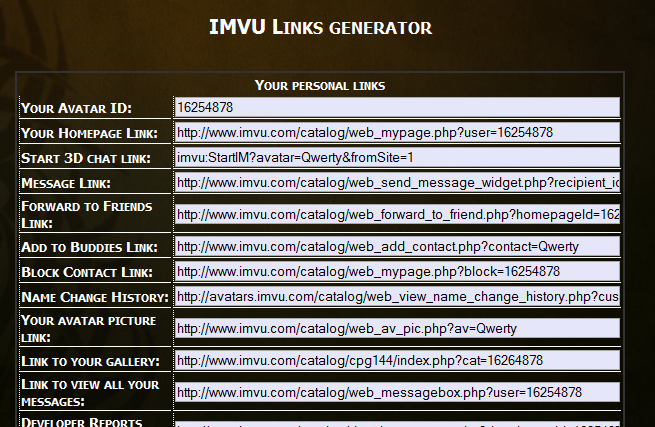 IMVU Links generator
Your personal links
Your Avatar ID: 16254878
Your Homepage Link: http://www.imvu.com/catalog/web_mypage.php?user=16254878
Start 3D chat link: imvu:StartIM?avatar=Qwerty&fromSite=1
Message Link: http://www.imvu.com/catalog/web_send_message_widget.php?recipient_id
Forward to Friends
Link: http://www.imvu.com/catalog/web_forward_to_friend.php?homepageId=162
Add to Buddies Link: http://www.imvu.com/catalog/web_add_contact.php?contact=Qwerty
Block Contact Link: http://www.imvu.com/catalog/web_mypage.php?block=16254878
Name Change History: http://avatars.imvu.com/catalog/web_view_name_change_history.php?cus
Your avatar picture
link: http://www.imvu.com/catalog/web_av_pic.php?av=Qwerty
Link to your gallery: http://www.imvu.com/catalog/cpg144/index.php?cat=16264878
Link to view all your
messages: http://www.imvu.com/catalog/web_messagebox.php?user=16254878
Developer Reports